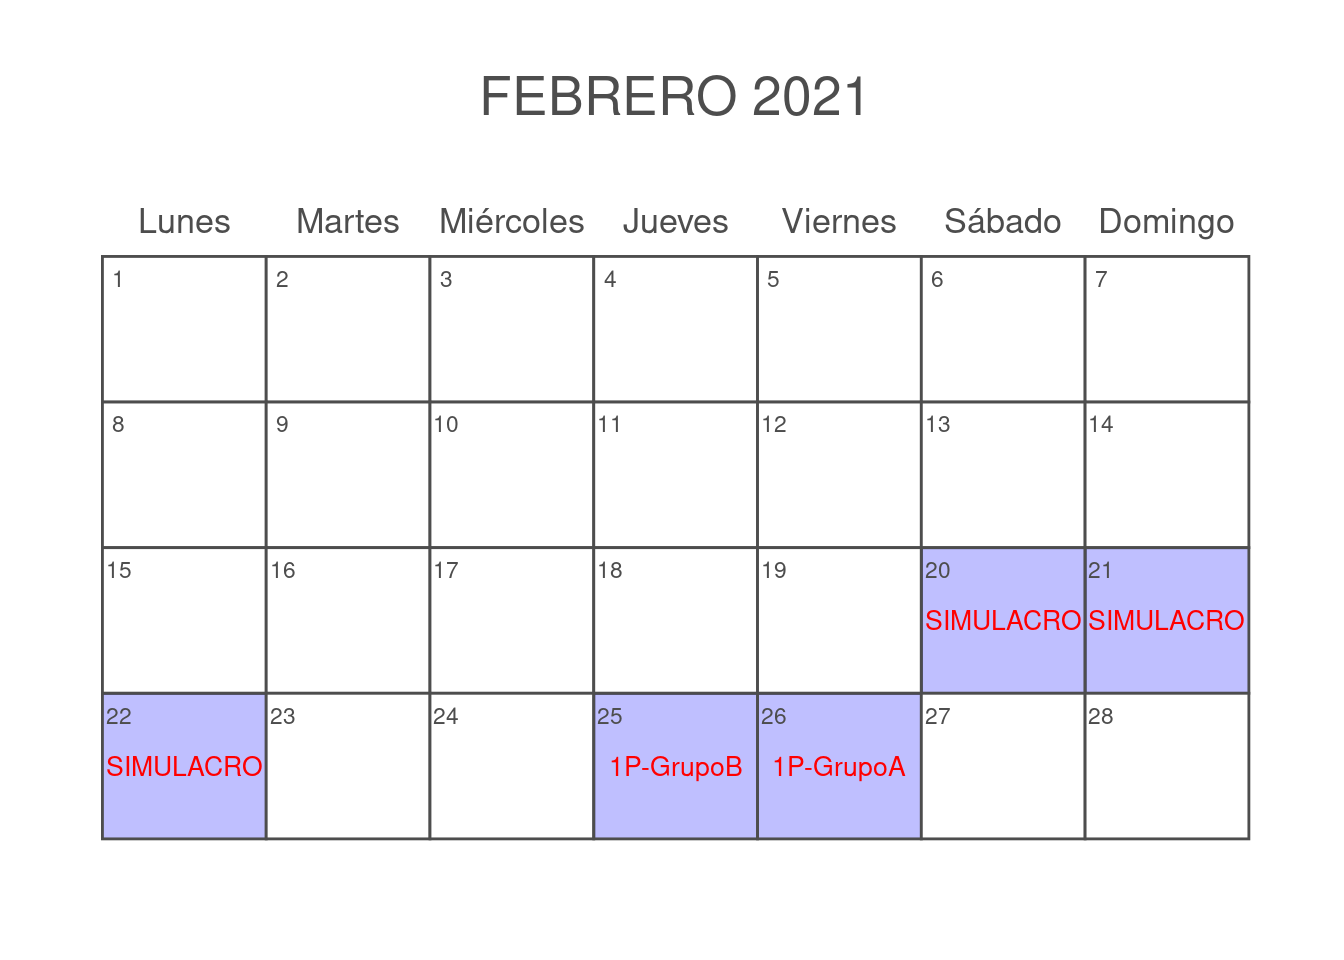 FEBRERO 2021
Lunes Martes Miércoles Jueves Viernes Sábado Domingo
1 2 3 4 5 6 7
8 9 10 11 12 13 14
15 16 17 18 19 20 21
SIMULACRO SIMULACRO
22 23 24 25 26 27 28
SIMULACRO 1P-GrupoB 1P-GrupoA